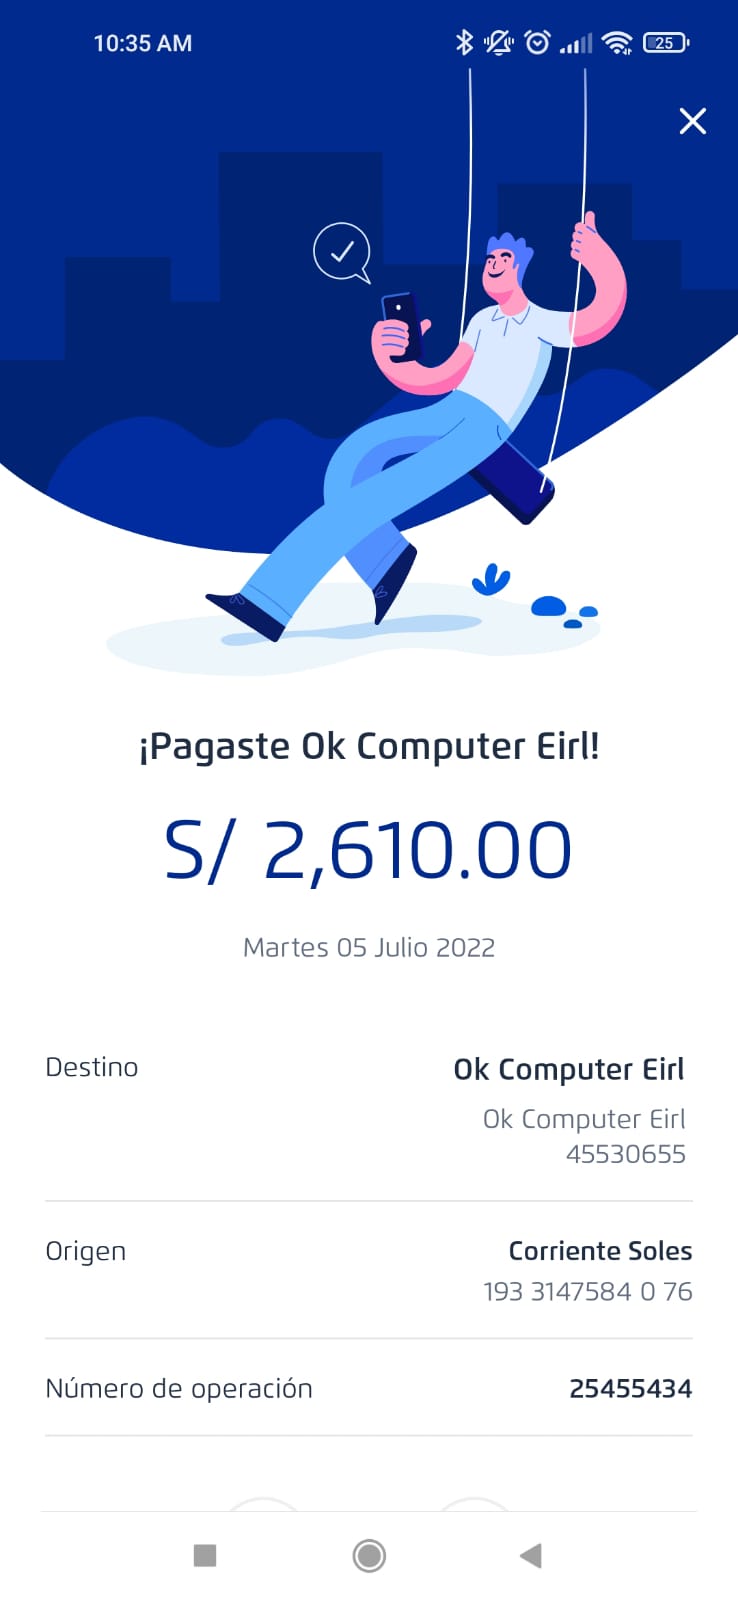 10:35 AM
25
¡Pagaste Ok Computer Eirl!
S/ 2,610.00
Martes 05 Julio 2022
Destino
Ok Computer Eirl
Ok Computer Eirl
45530655
Origen
Corriente Soles
193 3147584 0 76
Número de operación
25455434